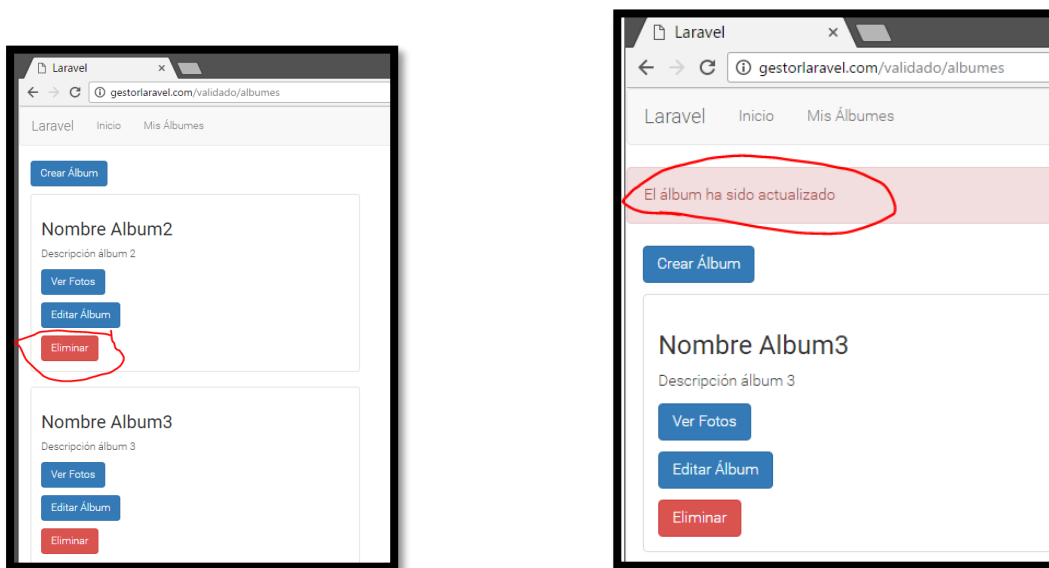 Laravel
gestorlaravel.com/validado/albumes
Laravel Inicio Mis Álbumes
Crear Álbum
Nombre Album2
Descripción álbum 2
Ver Fotos
Editar Álbum
Eliminar
Nombre Album3
Descripción álbum 3
Ver Fotos
Editar Álbum
Eliminar
Laravel
gestorlaravel.com/validado/albumes
Laravel Inicio Mis Álbumes
El álbum ha sido actualizado
Crear Álbum
Nombre Album3
Descripción álbum 3
Ver Fotos
Editar Álbum
Eliminar